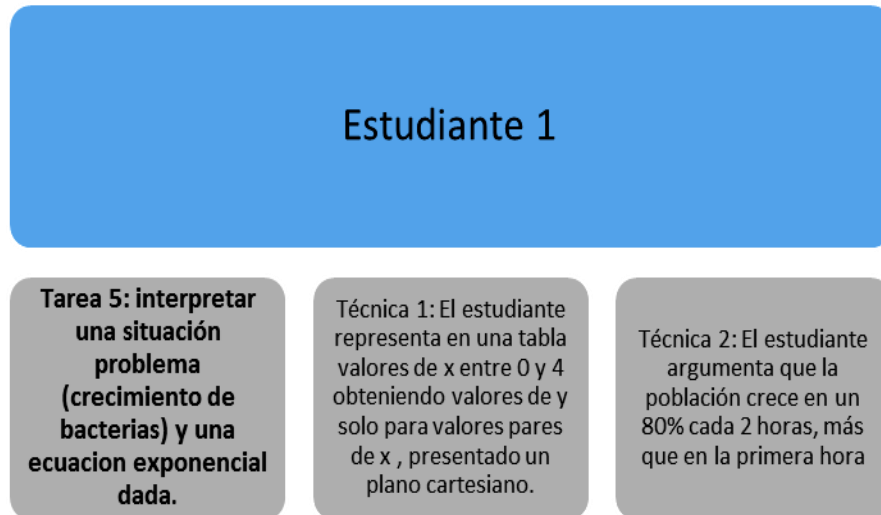 Estudiante 1
Tarea 5: interpretar
una situación
problema
(crecimiento de
bacterias) y una
ecuacion exponencial
dada.
Técnica 1: El estudiante
representa en una tabla
valores de x entre 0 y 4
obteniendo valores de y
solo para valores pares
de x , presentado un
plano cartesiano.
Técnica 2: El estudiante
argumenta que la
población crece en un
80% cada 2 horas, más
que en la primera hora